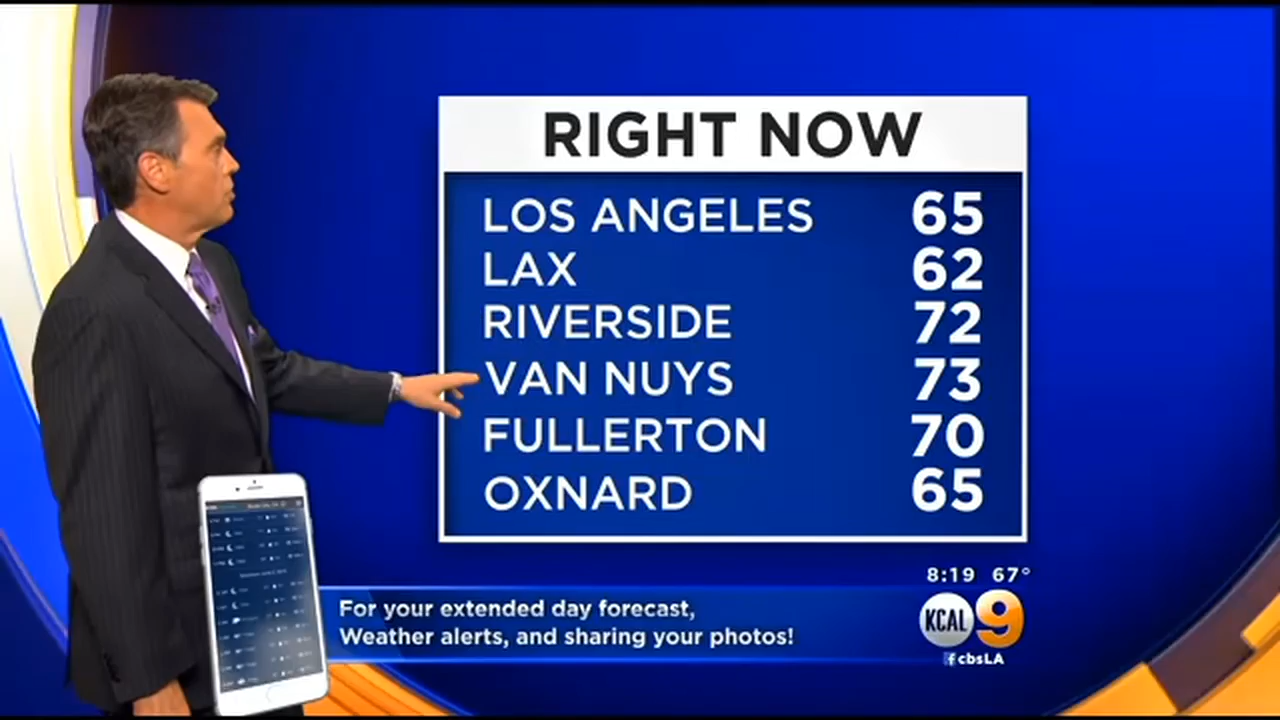 RIGHT NOW
LOS ANGELES 65
LAX 62
RIVERSIDE 72
VAN NUYS 73
FULLERTON 70
OXNARD 65
8:19 67°
For your extended day forecast,
Weather alerts, and sharing your photos!
KCAL 9
f cbsLA